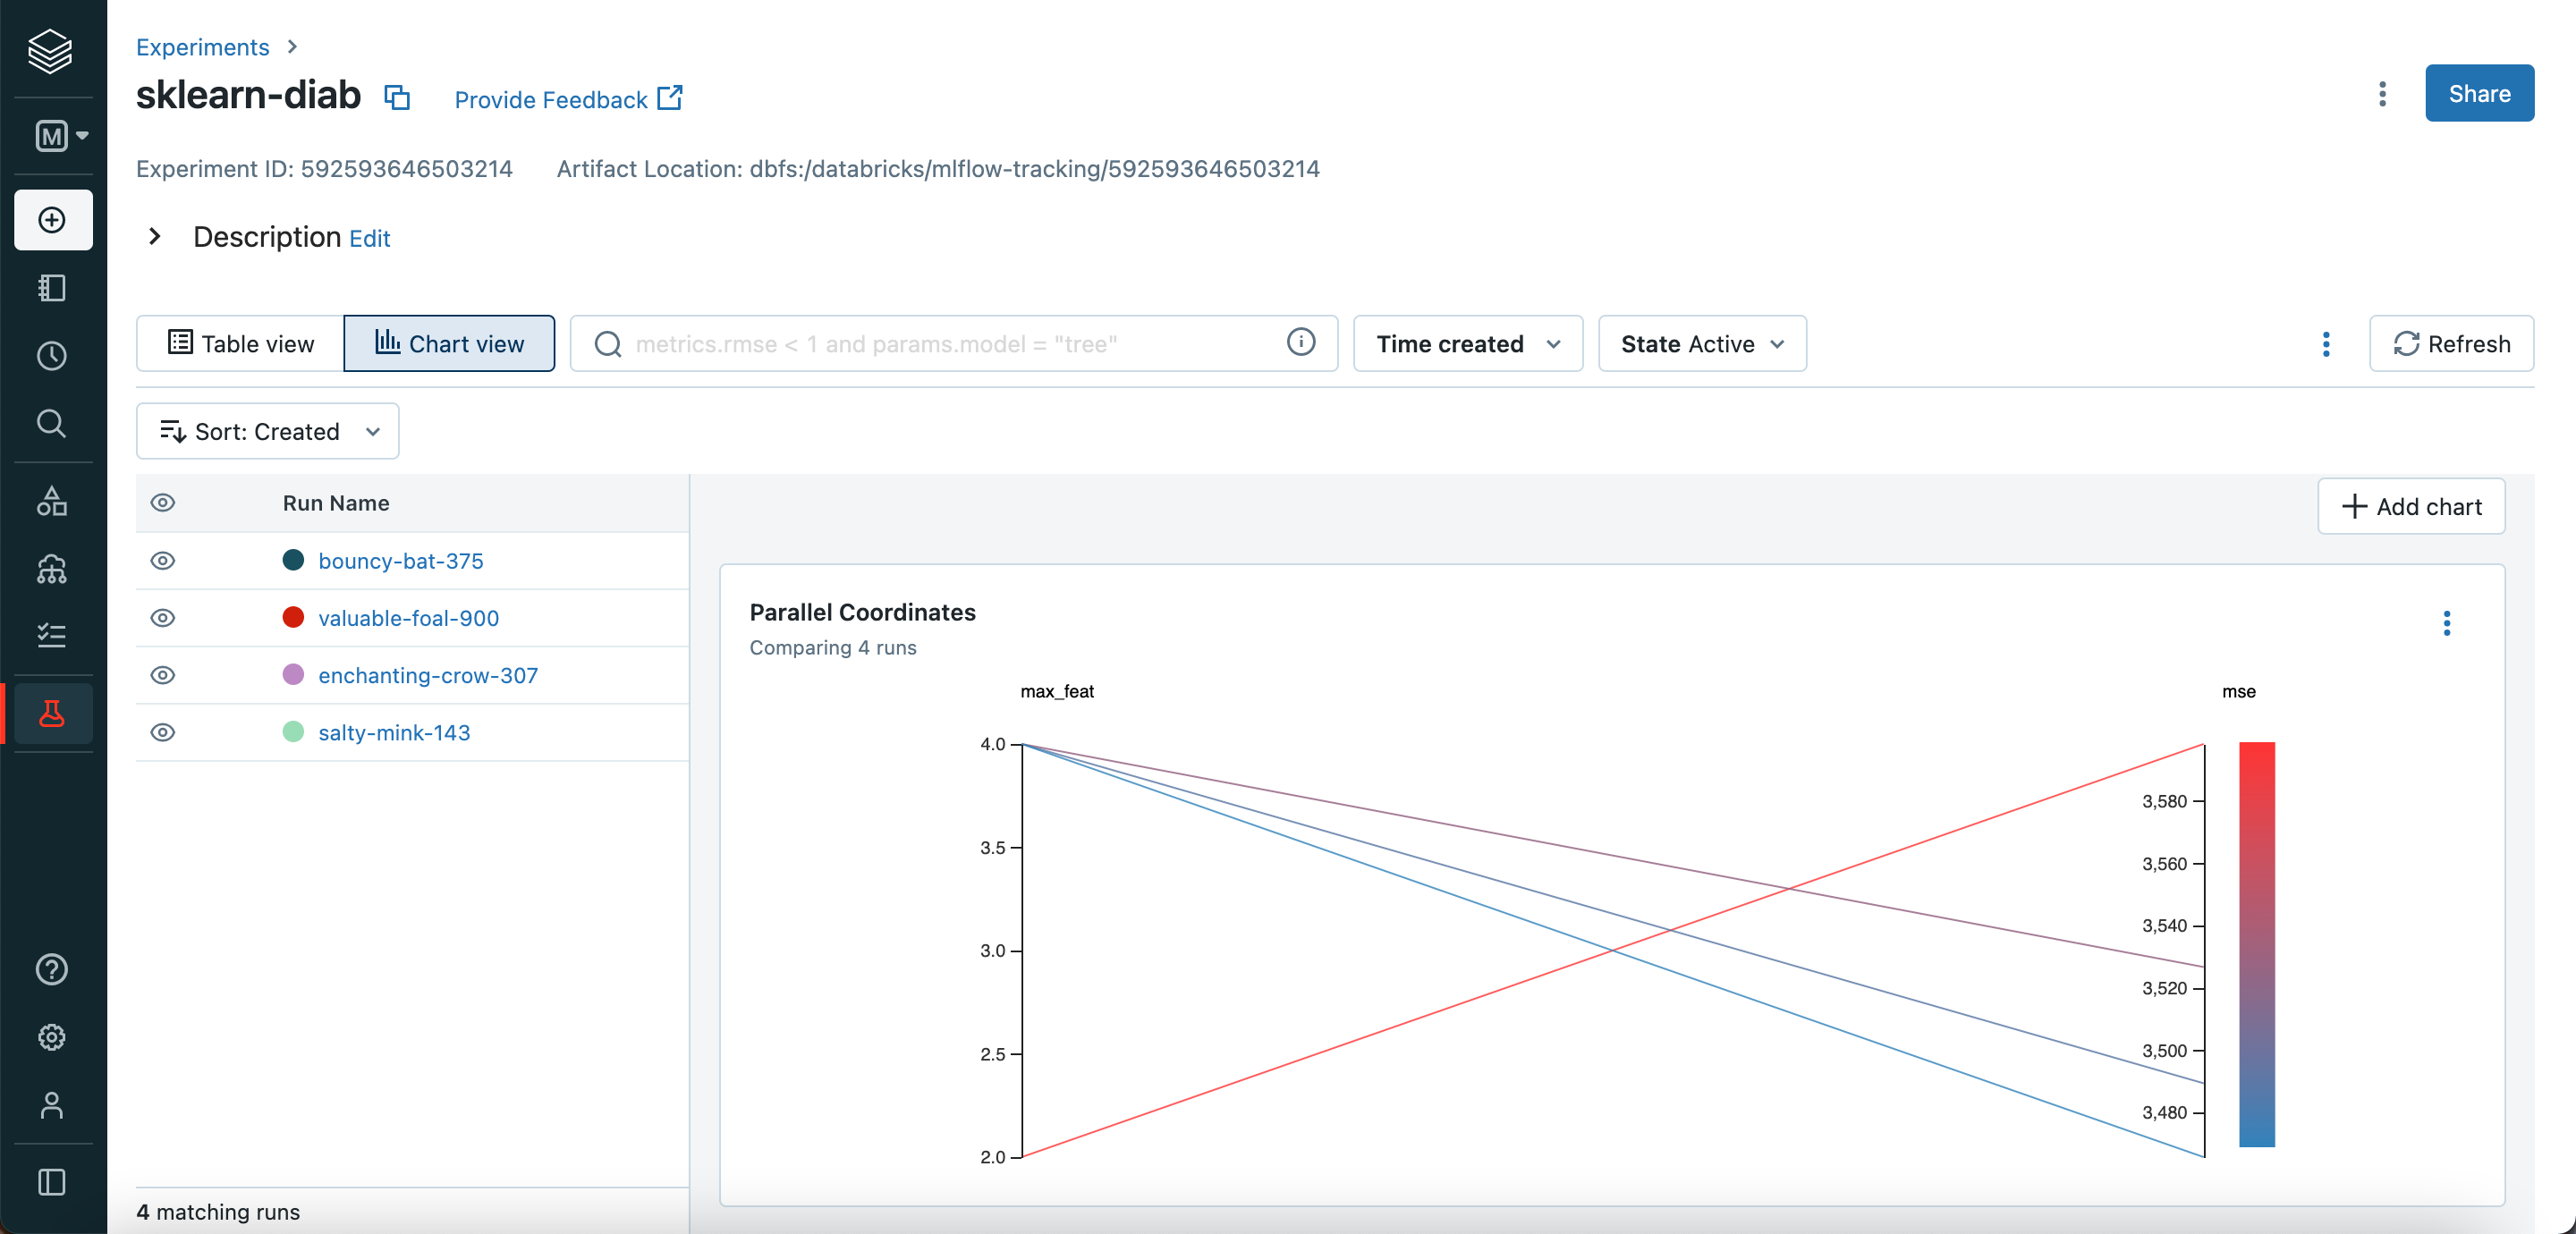 Experiments
sklearn-diab
Provide Feedback
Share
M
Experiment ID: 592593646503214
Artifact Location: dbfs:/databricks/mlflow-tracking/592593646503214
Description Edit
Table view
Chart view
metrics.rmse < 1 and params.model = "tree"
Time created
State Active
Refresh
Sort: Created
Run Name
bouncy-bat-375
valuable-foal-900
enchanting-crow-307
salty-mink-143
4 matching runs
Add chart
Parallel Coordinates
Comparing 4 runs
max_feat
4.0
3.5
3.0
2.5
2.0
mse
3,580
3,560
3,540
3,520
3,500
3,480